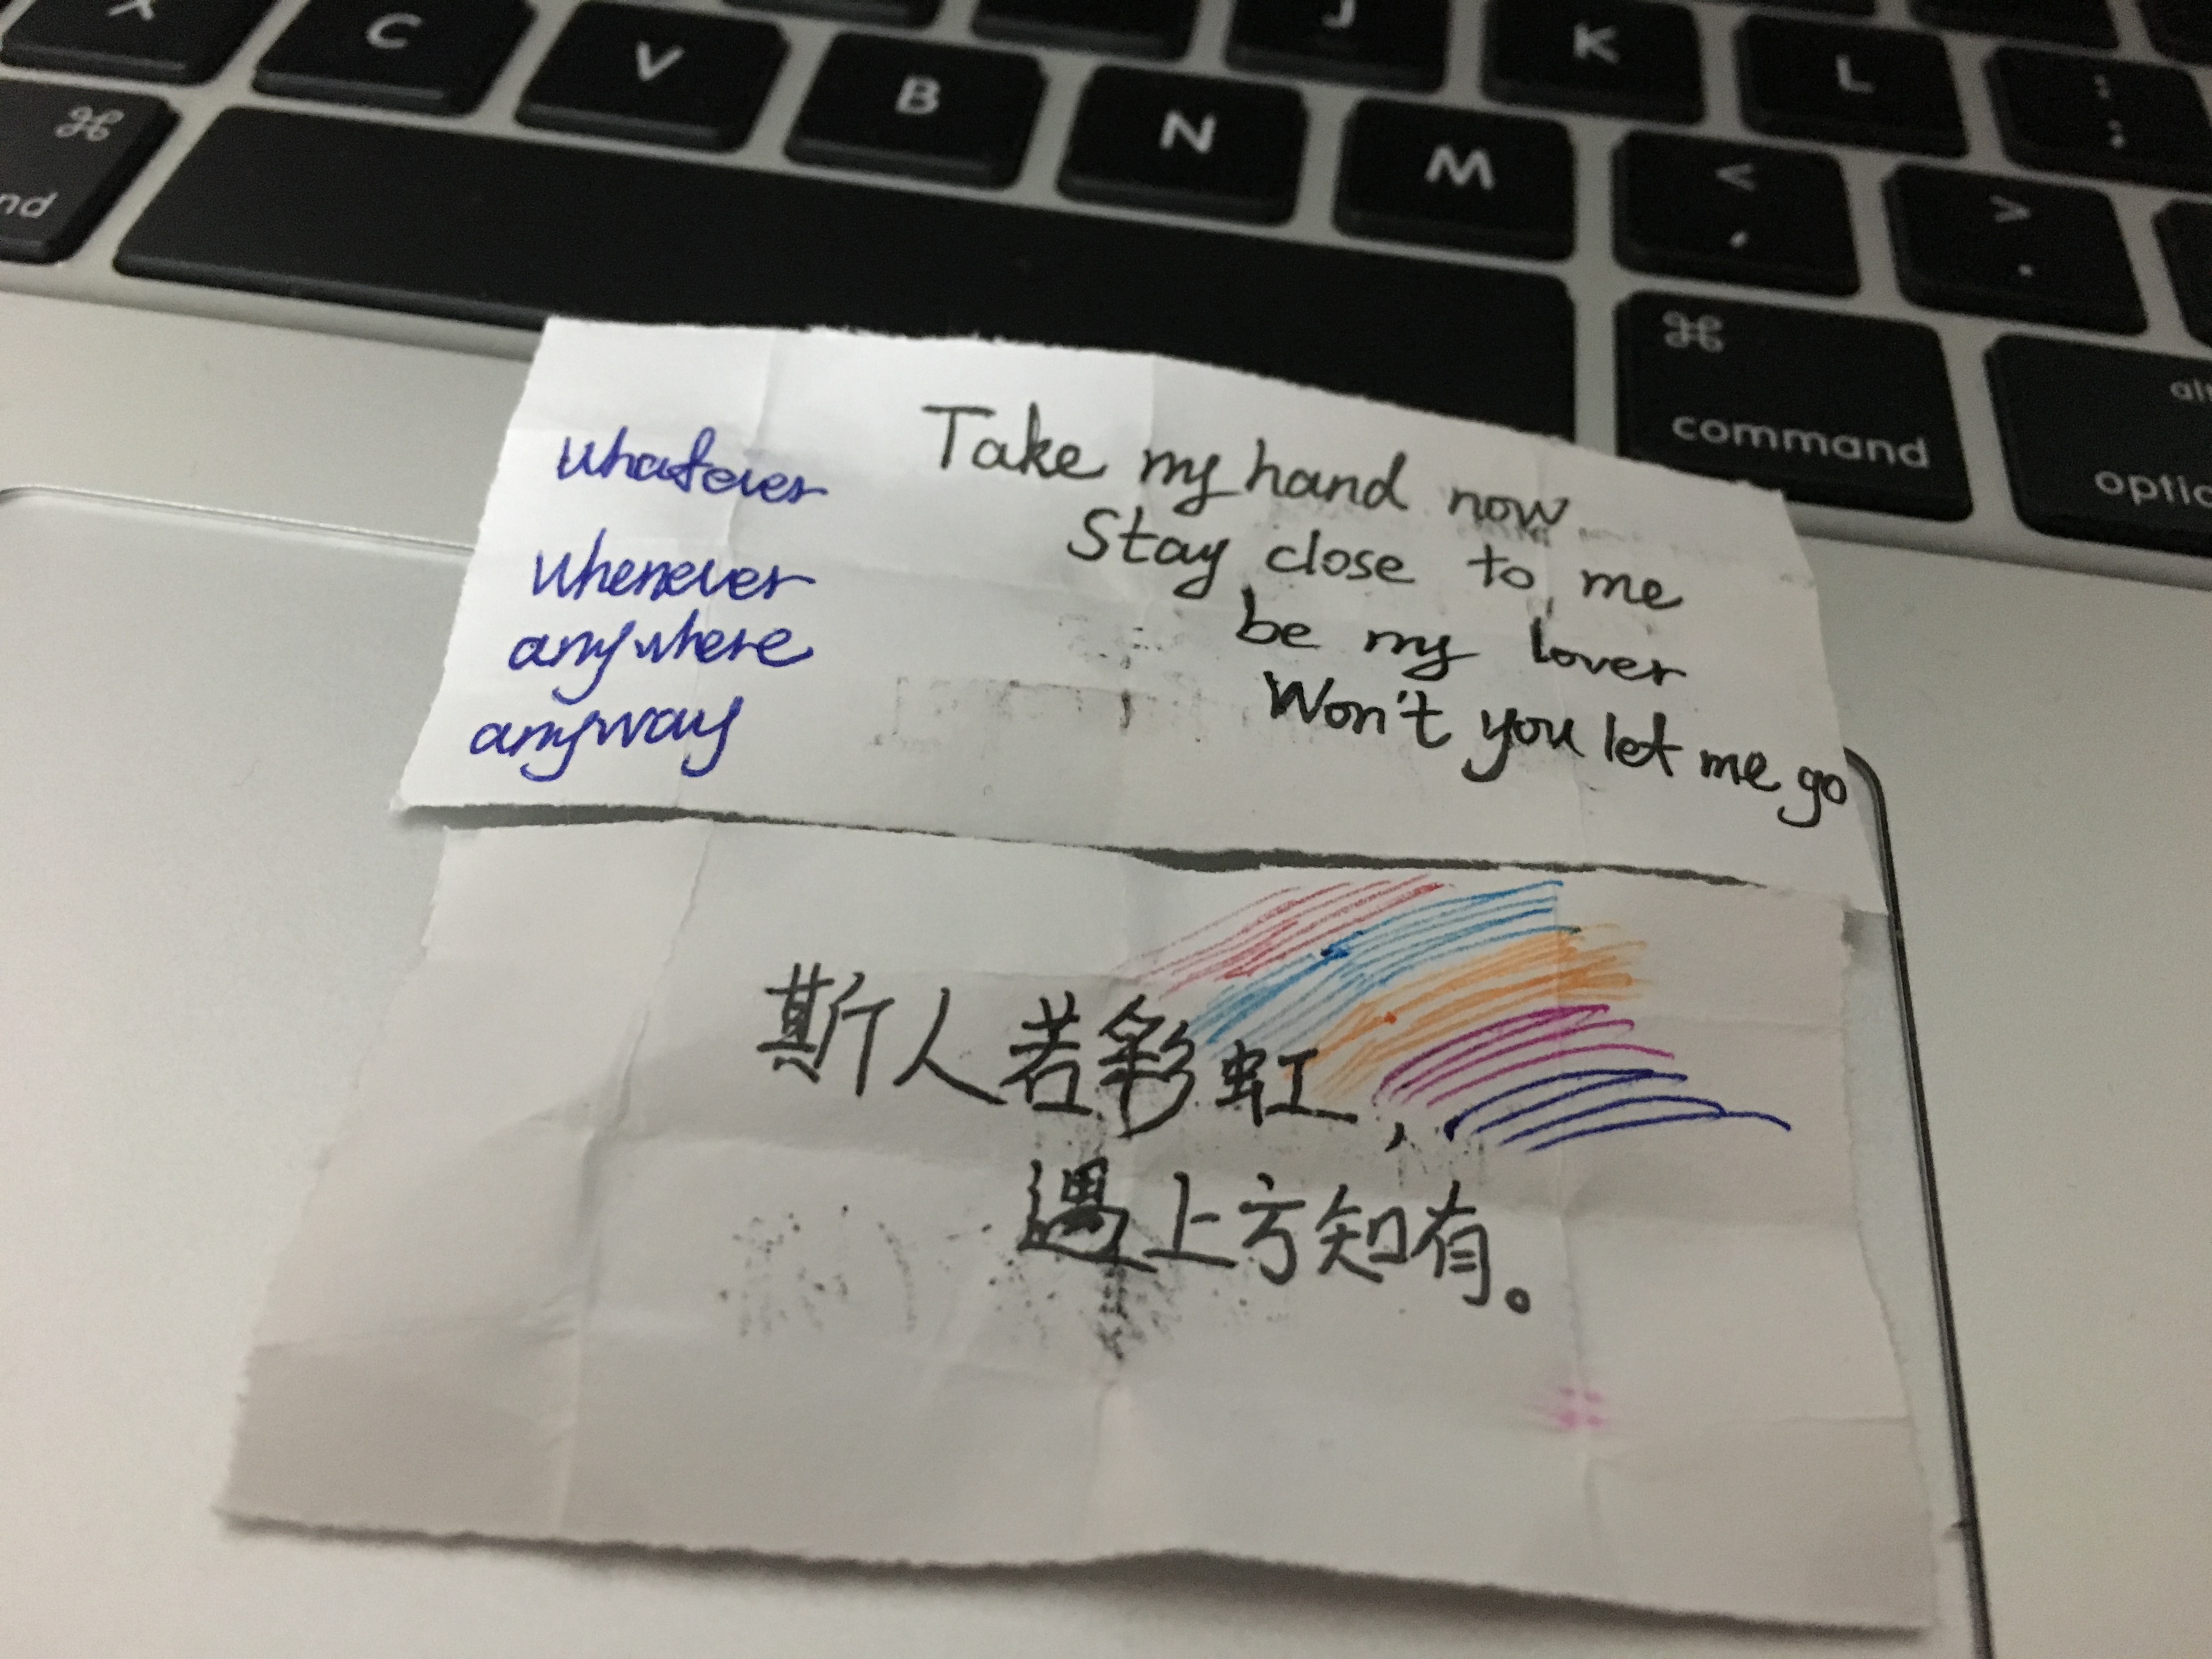 X C V B N M J K L : ;
⌘ < , > .
nd ⌘ alt
command optio
Take my hand now
Stay close to me
be my lover
Won't you let me go
whatever
whenever
anywhere
anyway
斯人若彩虹,
遇上方知有。